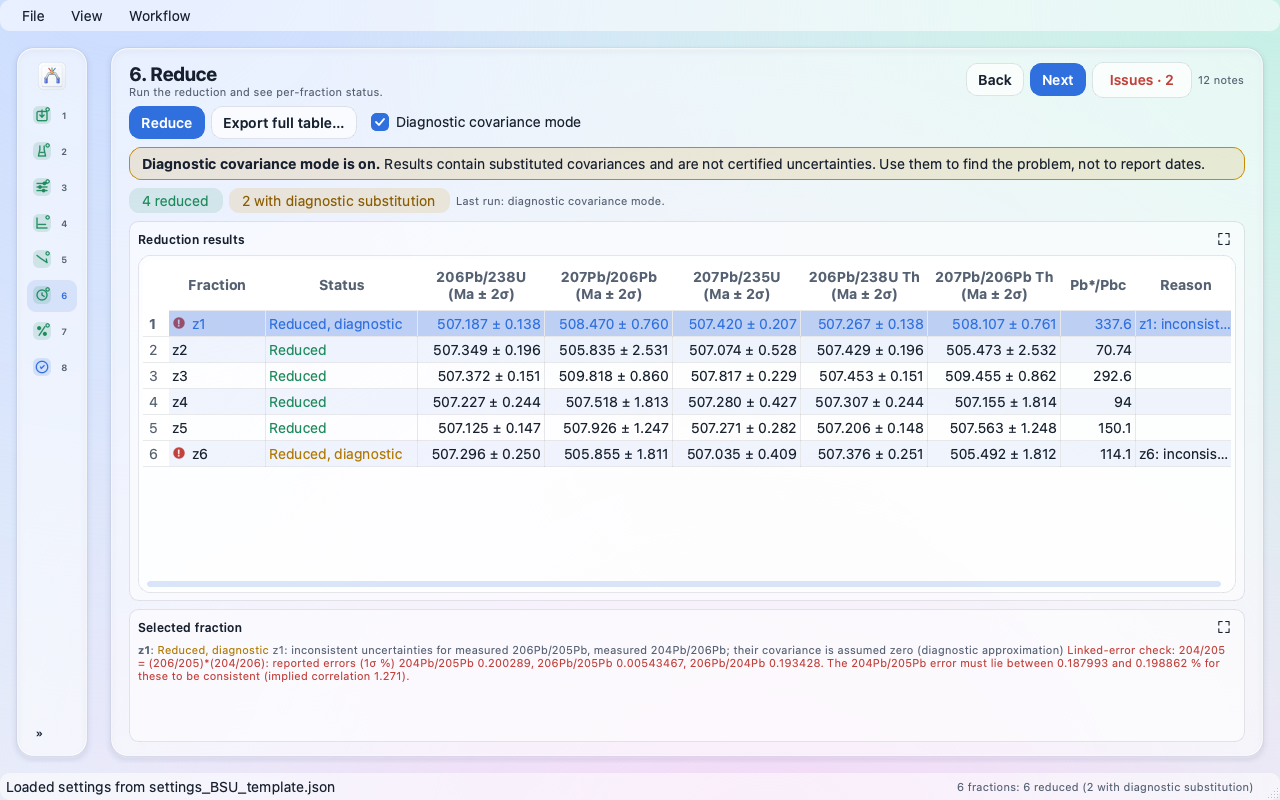 File View Workflow
6. Reduce
Run the reduction and see per-fraction status.
Back Next Issues · 2 12 notes
Reduce Export full table... Diagnostic covariance mode
Diagnostic covariance mode is on. Results contain substituted covariances and are not certified uncertainties. Use them to find the problem, not to report dates.
4 reduced 2 with diagnostic substitution Last run: diagnostic covariance mode.
1
2
3
4
5
6
7
8
»
Reduction results
Fraction Status 206Pb/238U (Ma ± 2σ) 207Pb/206Pb (Ma ± 2σ) 207Pb/235U (Ma ± 2σ) 206Pb/238U Th (Ma ± 2σ) 207Pb/206Pb Th (Ma ± 2σ) Pb*/Pbc Reason
1 z1 Reduced, diagnostic 507.187 ± 0.138 508.470 ± 0.760 507.420 ± 0.207 507.267 ± 0.138 508.107 ± 0.761 337.6 z1: inconsist...
2 z2 Reduced 507.349 ± 0.196 505.835 ± 2.531 507.074 ± 0.528 507.429 ± 0.196 505.473 ± 2.532 70.74
3 z3 Reduced 507.372 ± 0.151 509.818 ± 0.860 507.817 ± 0.229 507.453 ± 0.151 509.455 ± 0.862 292.6
4 z4 Reduced 507.227 ± 0.244 507.518 ± 1.813 507.280 ± 0.427 507.307 ± 0.244 507.155 ± 1.814 94
5 z5 Reduced 507.125 ± 0.147 507.926 ± 1.247 507.271 ± 0.282 507.206 ± 0.148 507.563 ± 1.248 150.1
6 z6 Reduced, diagnostic 507.296 ± 0.250 505.855 ± 1.811 507.035 ± 0.409 507.376 ± 0.251 505.492 ± 1.812 114.1 z6: inconsis...
Selected fraction
z1: Reduced, diagnostic z1: inconsistent uncertainties for measured 206Pb/205Pb, measured 204Pb/206Pb; their covariance is assumed zero (diagnostic approximation) Linked-error check: 204/205
= (206/205)*(204/206): reported errors (1σ %) 204Pb/205Pb 0.200289, 206Pb/205Pb 0.00543467, 206Pb/204Pb 0.193428. The 204Pb/205Pb error must lie between 0.187993 and 0.198862 % for
these to be consistent (implied correlation 1.271).
Loaded settings from settings_BSU_template.json
6 fractions: 6 reduced (2 with diagnostic substitution)